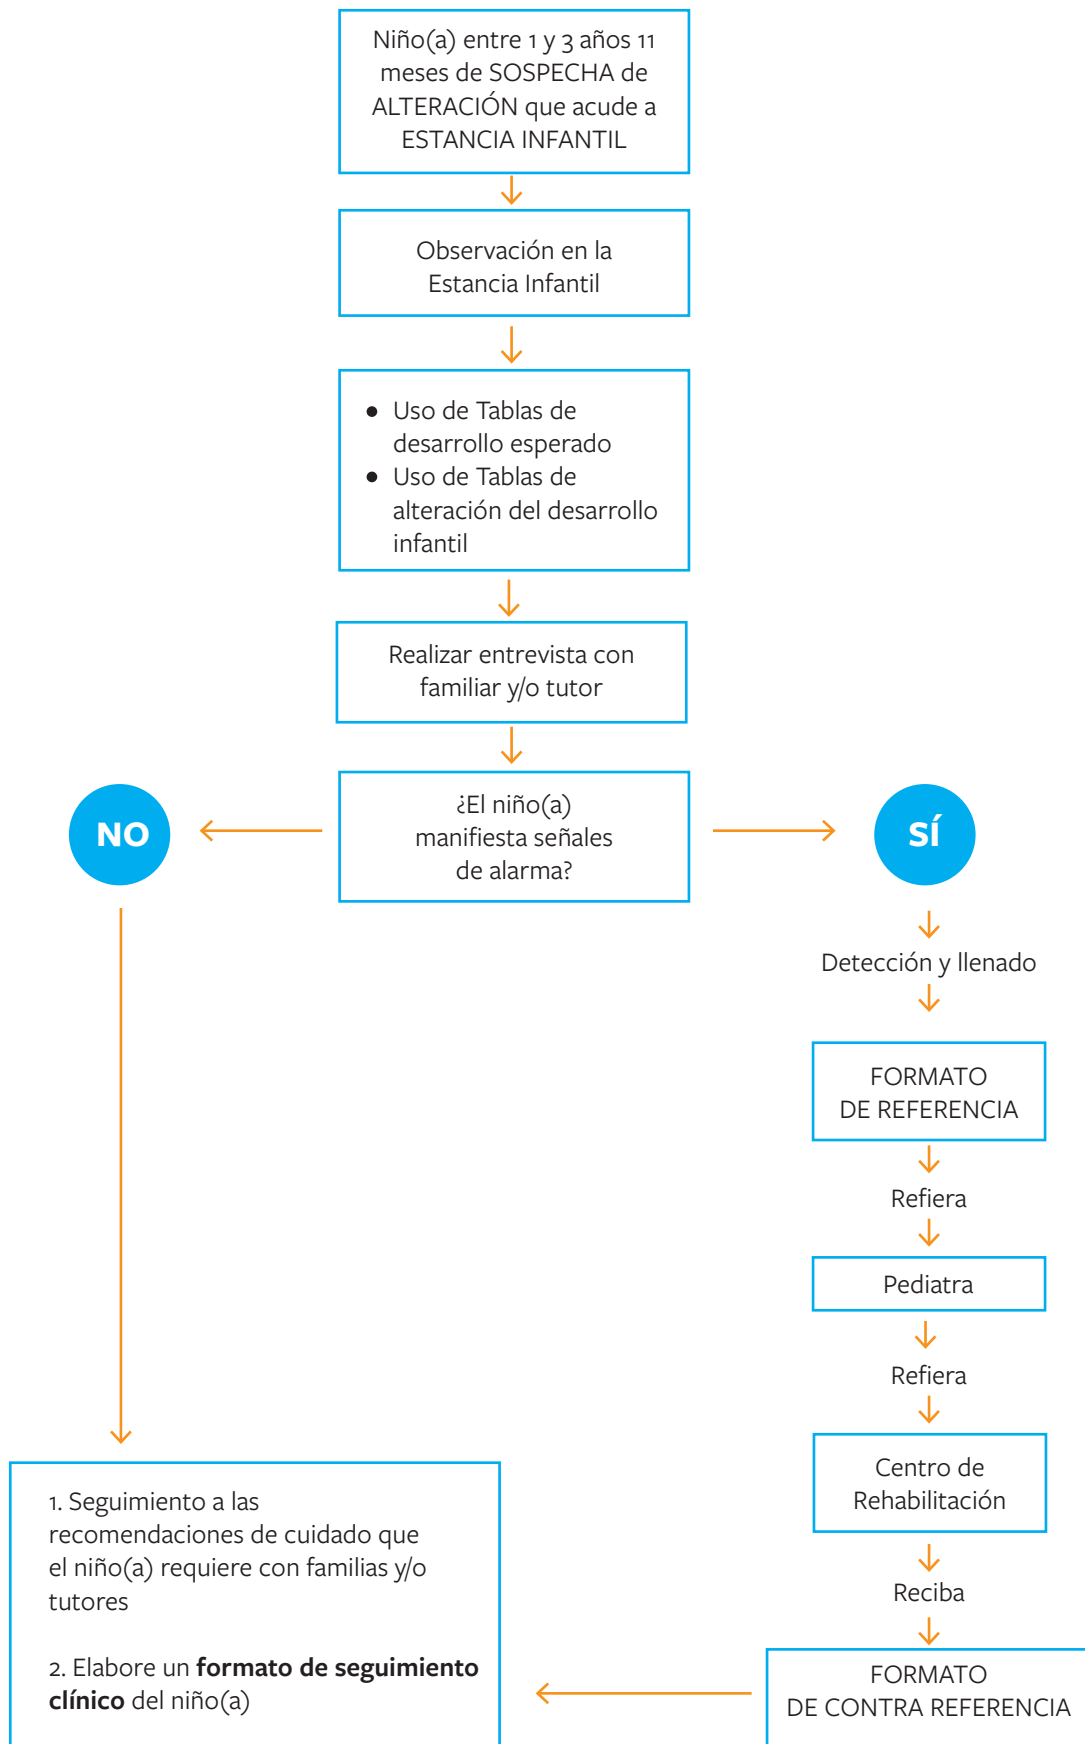 Niño(a) entre 1 y 3 años 11
meses de SOSPECHA de
ALTERACIÓN que acude a
ESTANCIA INFANTIL
Observación en la
Estancia Infantil
● Uso de Tablas de
desarrollo esperado
● Uso de Tablas de
alteración del desarrollo
infantil
Realizar entrevista con
familiar y/o tutor
¿El niño(a)
manifiesta señales
de alarma?
NO
SÍ
Detección y llenado
FORMATO
DE REFERENCIA
Refiera
Pediatra
Refiera
Centro de
Rehabilitación
Reciba
FORMATO
DE CONTRA REFERENCIA
1. Seguimiento a las
recomendaciones de cuidado que
el niño(a) requiere con familias y/o
tutores
2. Elabore un formato de seguimiento
clínico del niño(a)